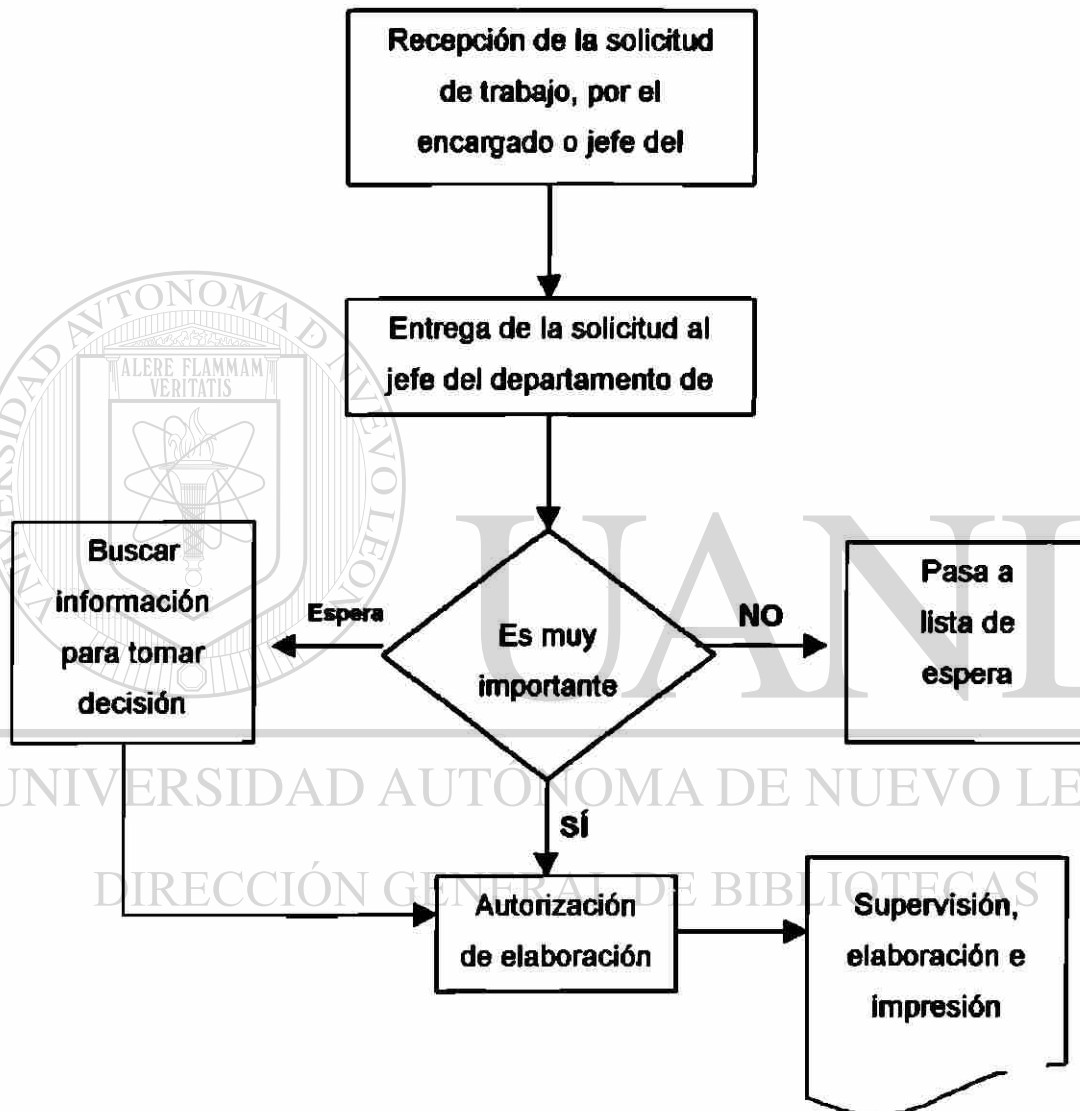 Recepción de la solicitud
de trabajo, por el
encargado o jefe del
Entrega de la solicitud al
jefe del departamento de
ALERE FLAMMAM
VERITATIS
Buscar
información
para tomar
decisión
Espera
Es muy
importante
NO
Pasa a
lista de
espera
UANL
UNIVERSIDAD AUTÓNOMA DE NUEVO LE
SÍ
DIRECCIÓN GENERAL DE BIBLIOTECAS
Autorización
de elaboración
Supervisión,
elaboración e
impresión